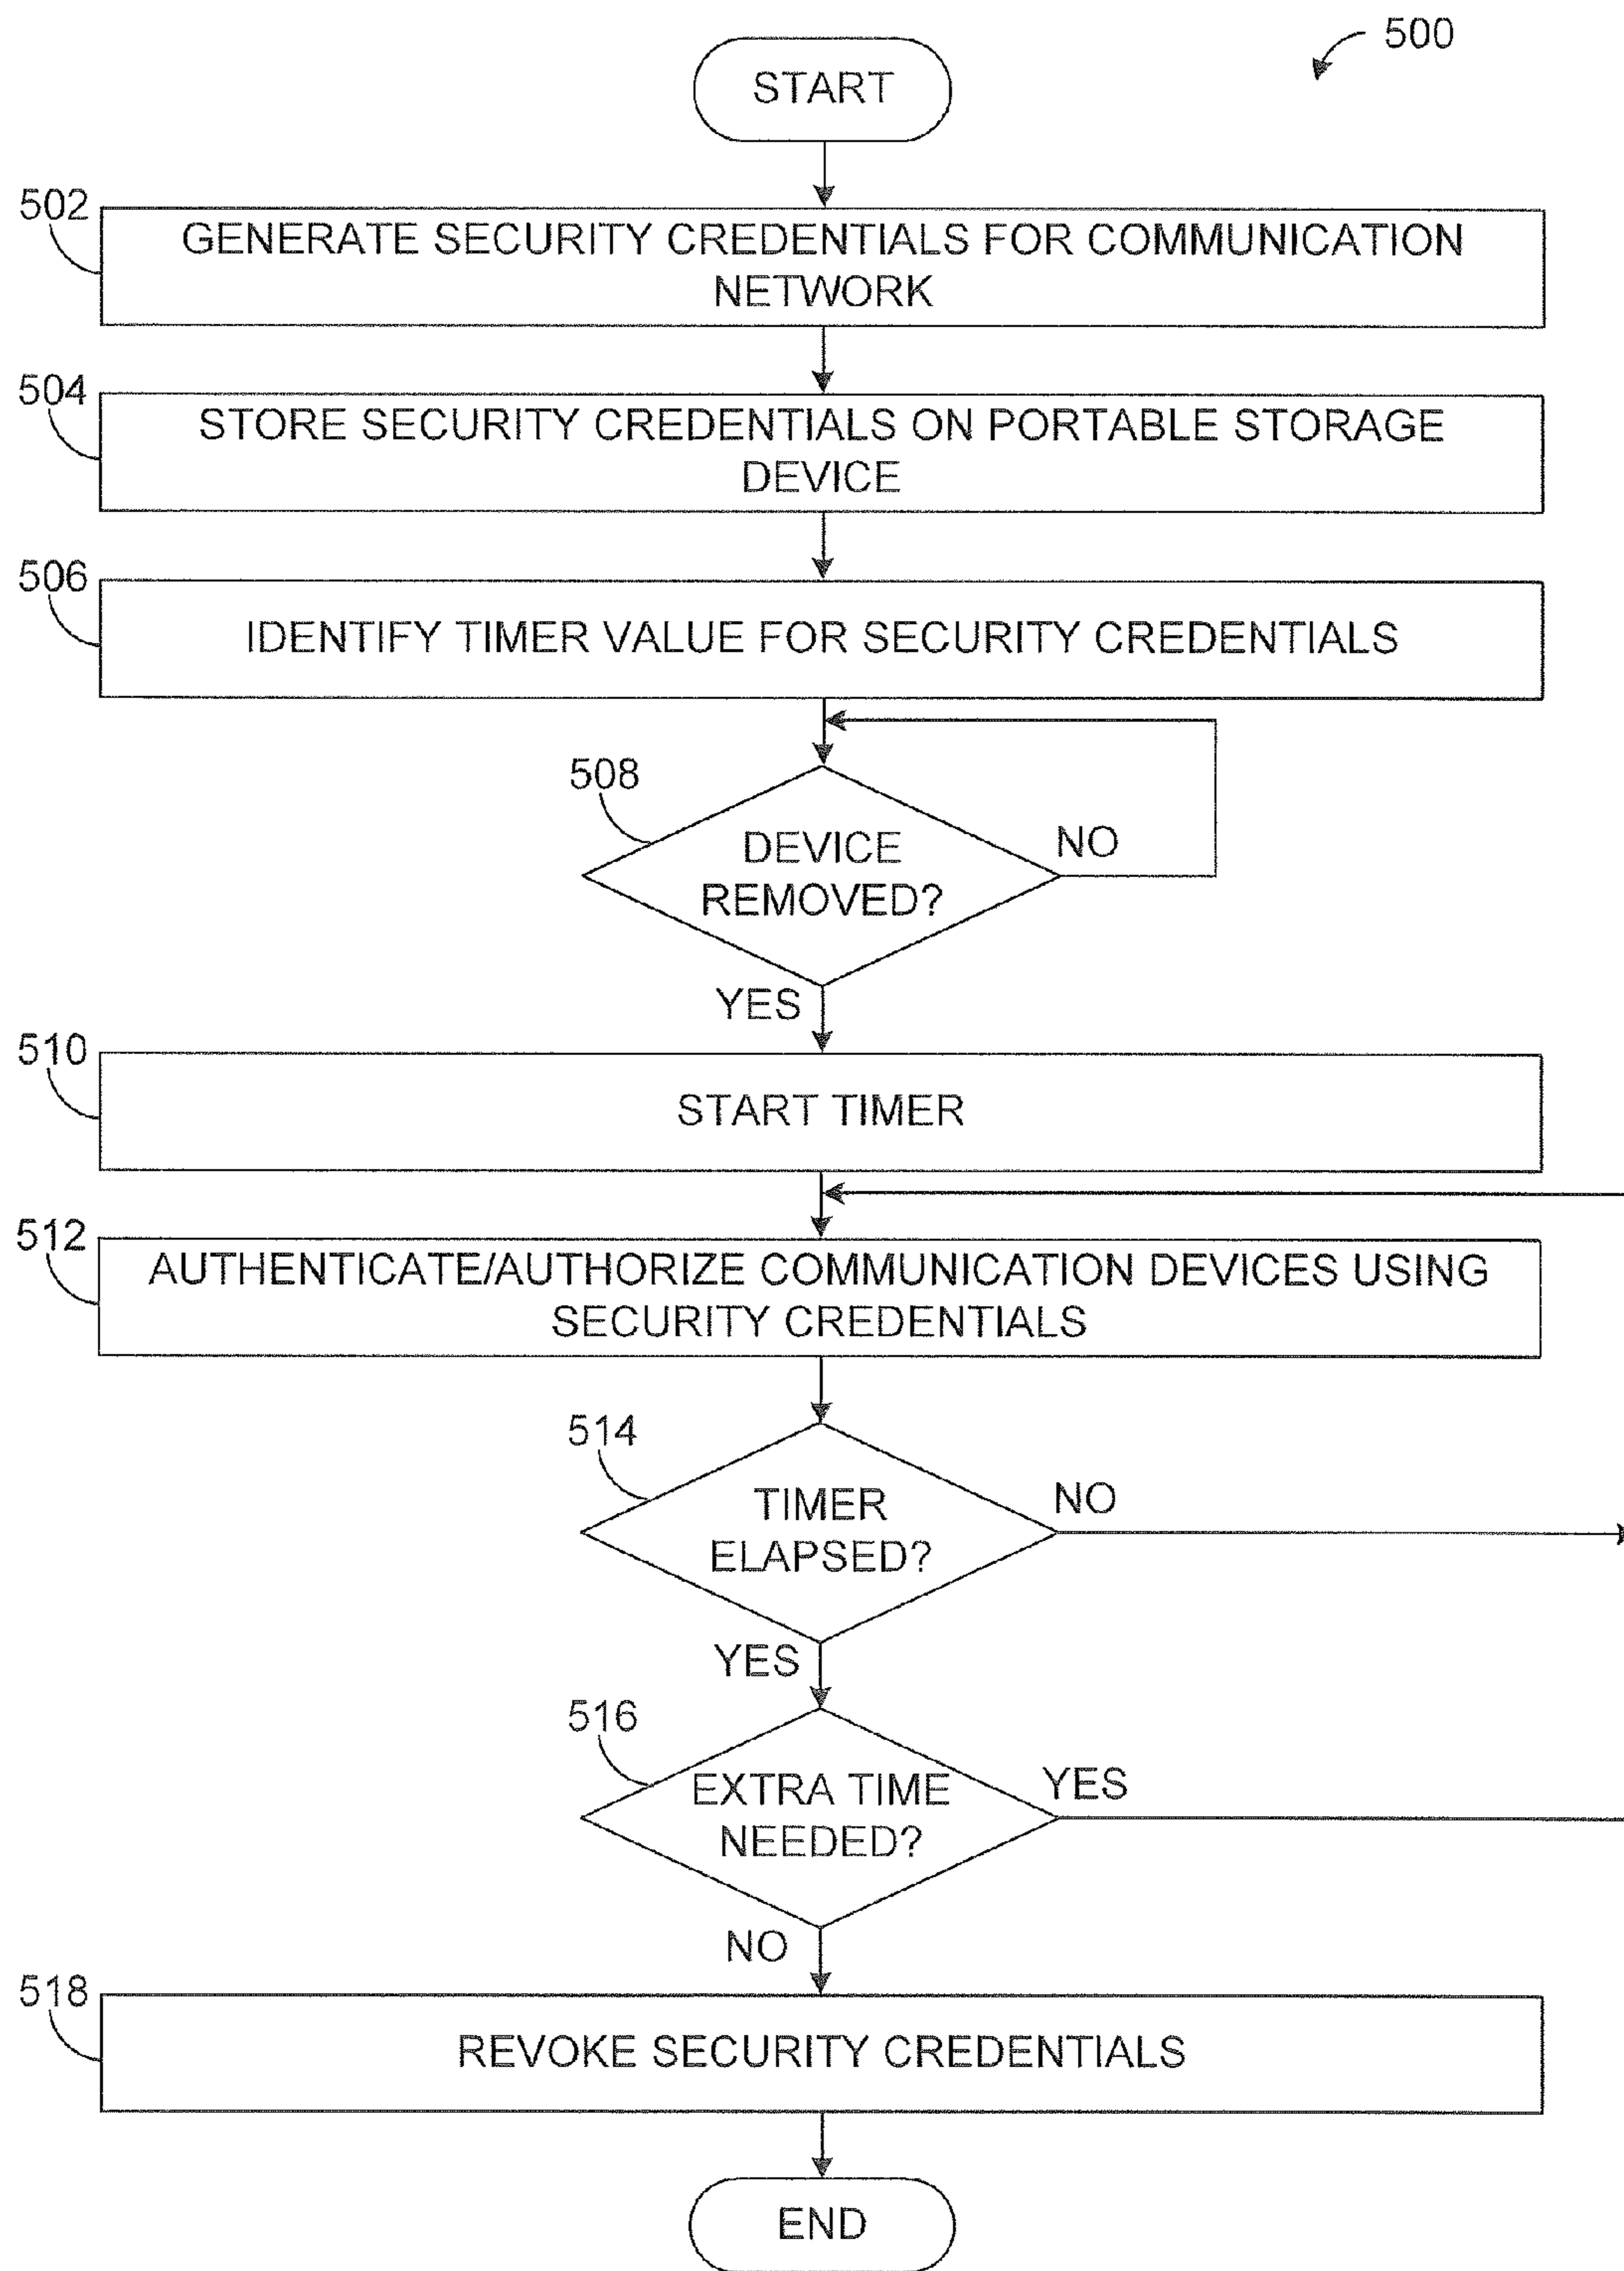 500
START
502
GENERATE SECURITY CREDENTIALS FOR COMMUNICATION
NETWORK
504
STORE SECURITY CREDENTIALS ON PORTABLE STORAGE
DEVICE
506
IDENTIFY TIMER VALUE FOR SECURITY CREDENTIALS
508
DEVICE
REMOVED?
NO
YES
510
START TIMER
512
AUTHENTICATE/AUTHORIZE COMMUNICATION DEVICES USING
SECURITY CREDENTIALS
514
TIMER
ELAPSED?
NO
YES
516
EXTRA TIME
NEEDED?
YES
NO
518
REVOKE SECURITY CREDENTIALS
END